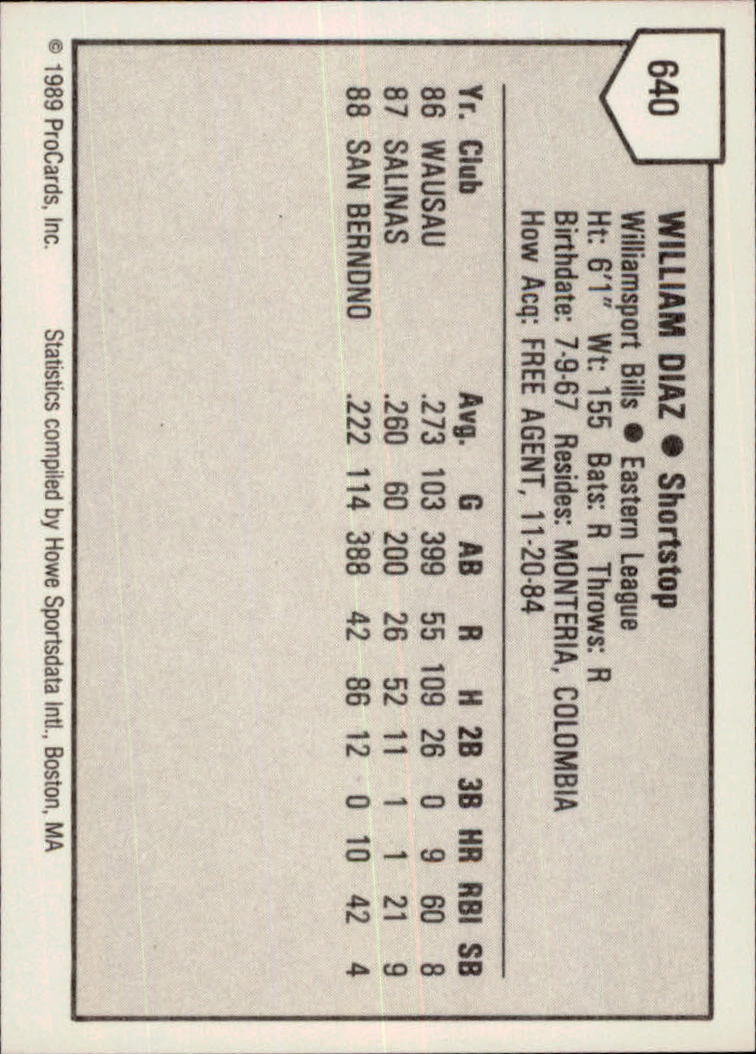 640
WILLIAM DIAZ ● Shortstop
Williamsport Bills ● Eastern League
Ht: 6'1" Wt: 155 Bats: R Throws: R
Birthdate: 7-9-67 Resides: MONTERIA, COLOMBIA
How Acq: FREE AGENT, 11-20-84
Yr. Club Avg. G AB R H 2B 3B HR RBI SB
86 WAUSAU .273 103 399 55 109 26 0 9 60 8
87 SALINAS .260 60 200 26 52 11 1 1 21 9
88 SAN BERNDNO .222 114 388 42 86 12 0 10 42 4
© 1989 ProCards, Inc. Statistics compiled by Howe Sportsdata Intl., Boston, MA